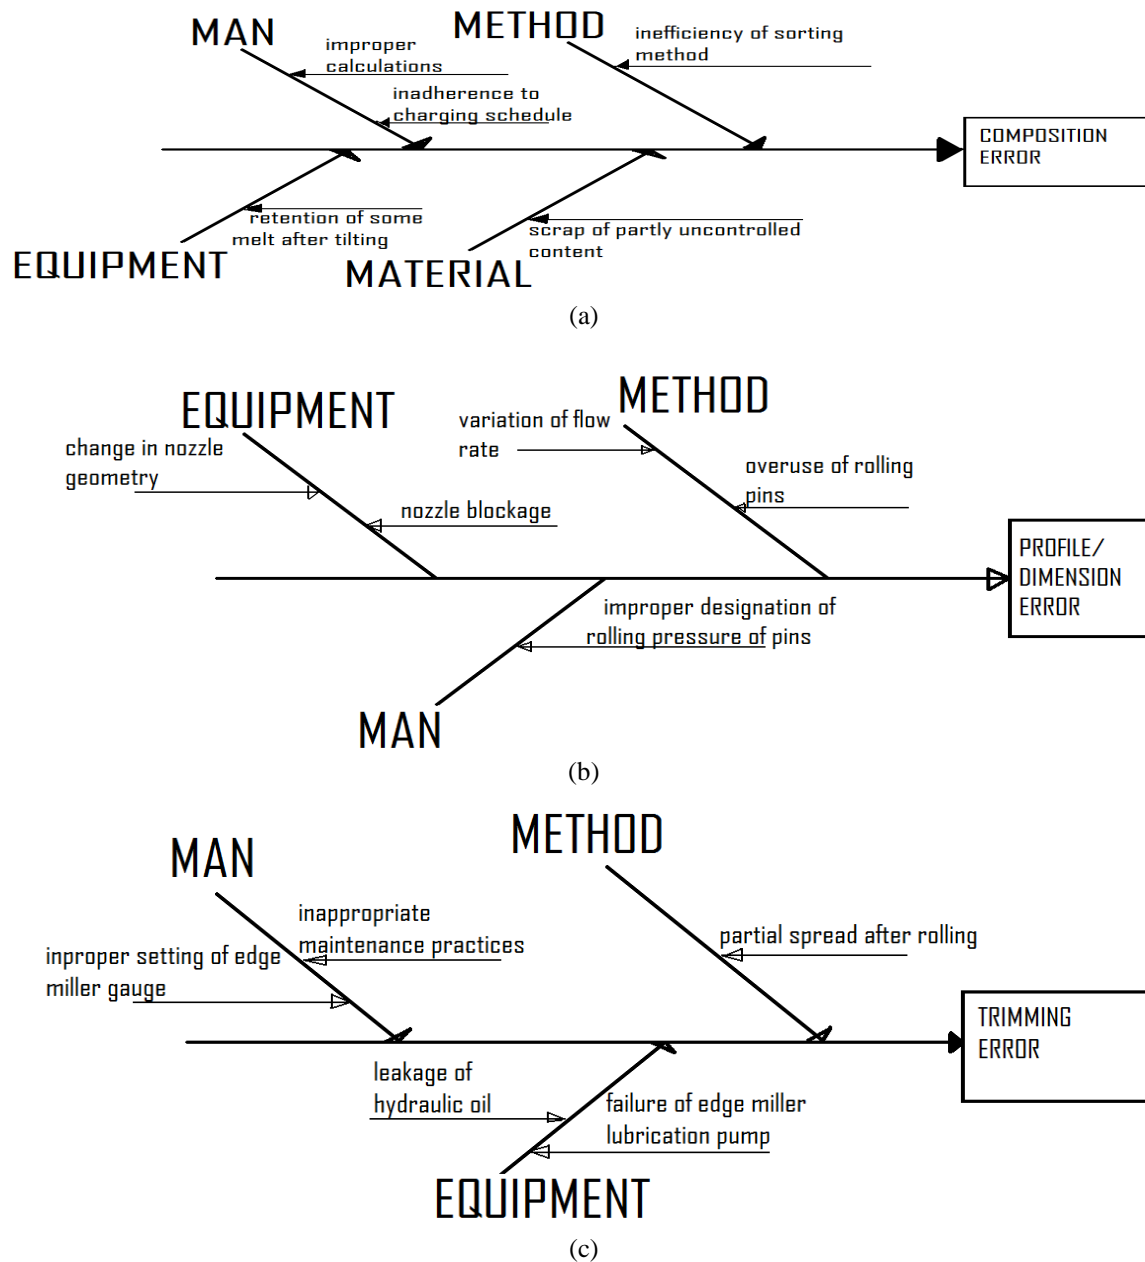 MAN
METHOD
improper
calculations
inefficiency of sorting
method
inadherence to
charging schedule
COMPOSITION
ERROR
retention of some
melt after tilting
scrap of partly uncontrolled
content
EQUIPMENT
MATERIAL
(a)
EQUIPMENT
METHOD
change in nozzle
geometry
variation of flow
rate
overuse of rolling
pins
nozzle blockage
PROFILE/
DIMENSION
ERROR
improper designation of
rolling pressure of pins
MAN
(b)
MAN
METHOD
inappropriate
maintenance practices
inproper setting of edge
miller gauge
partial spread after rolling
TRIMMING
ERROR
leakage of
hydraulic oil
failure of edge miller
lubrication pump
EQUIPMENT
(c)